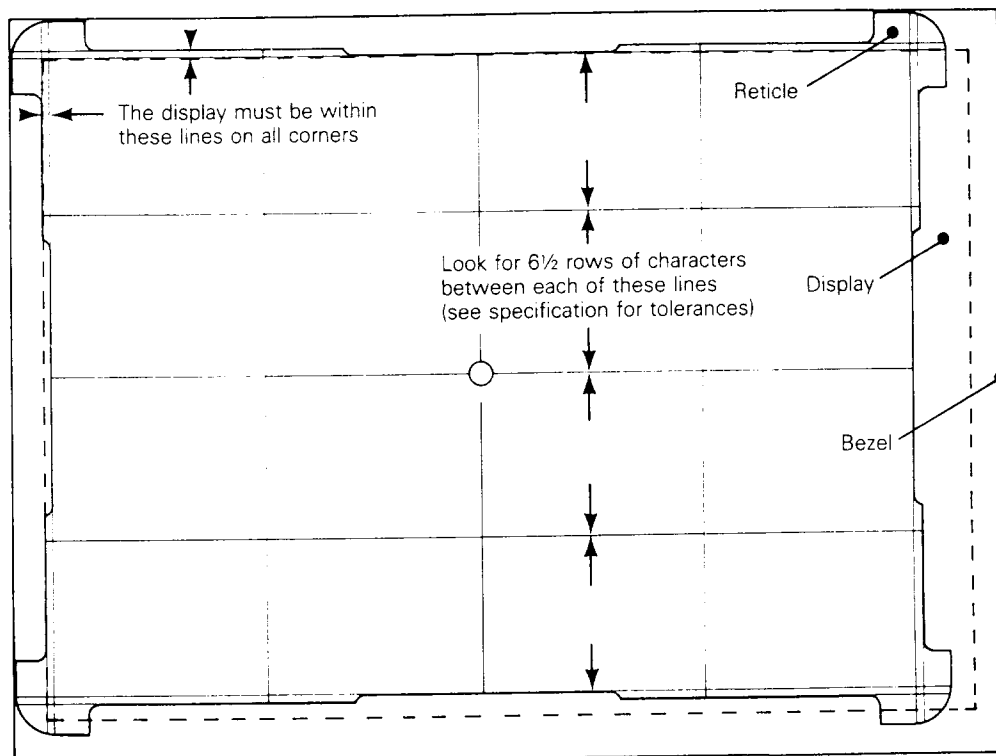 Reticle
The display must be within
these lines on all corners
Look for 6½ rows of characters
between each of these lines
(see specification for tolerances)
Display
Bezel